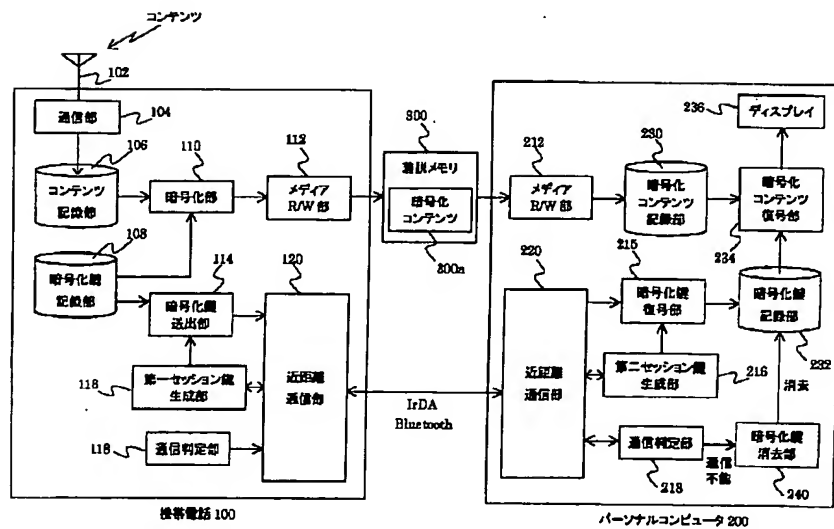 コンテンツ
102
通信部
104
106
コンテンツ
記録部
110
暗号化部
112
メディア
R/W部
300
着脱メモリ
暗号化
コンテンツ
300a
108
暗号化鍵
記録部
114
暗号化鍵
送出部
120
近距離
通信部
118
第一セッション鍵
生成部
118
通信判定部
携帯電話100
IrDA
Bluetooth
236
ディスプレイ
212
メディア
R/W部
230
暗号化
コンテンツ
記録部
暗号化
コンテンツ
復号部
234
220
近距離
通信部
215
暗号化鍵
復号部
暗号化鍵
記録部
232
第二セッション鍵
生成部
216
消去
通信判定部
218
通信
不能
暗号化鍵
消去部
240
パーソナルコンピュータ200